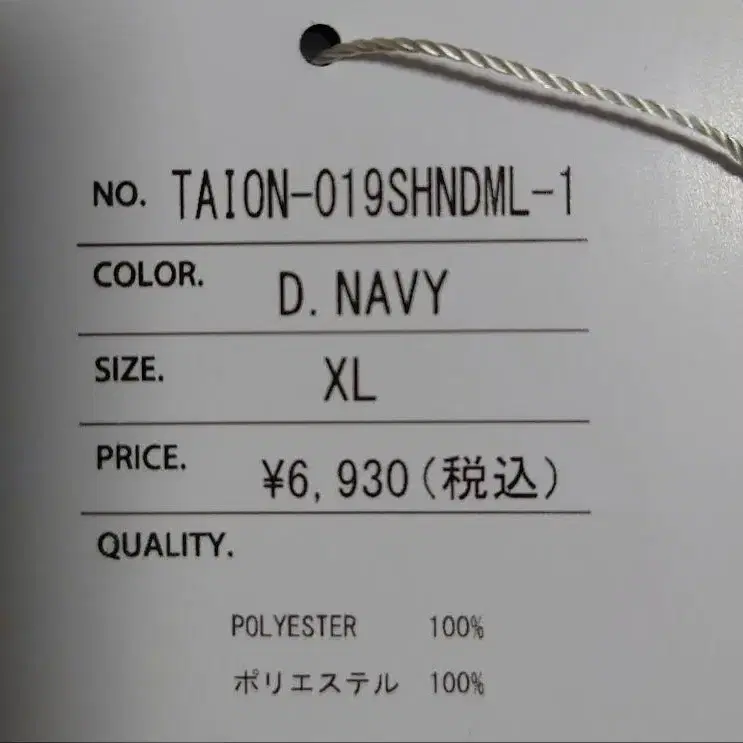 NO. TAION-019SHNDML-1
COLOR. D.NAVY
SIZE. XL
PRICE. ¥6,930(税込)
QUALITY.
POLYESTER 100%
ポリエステル 100%